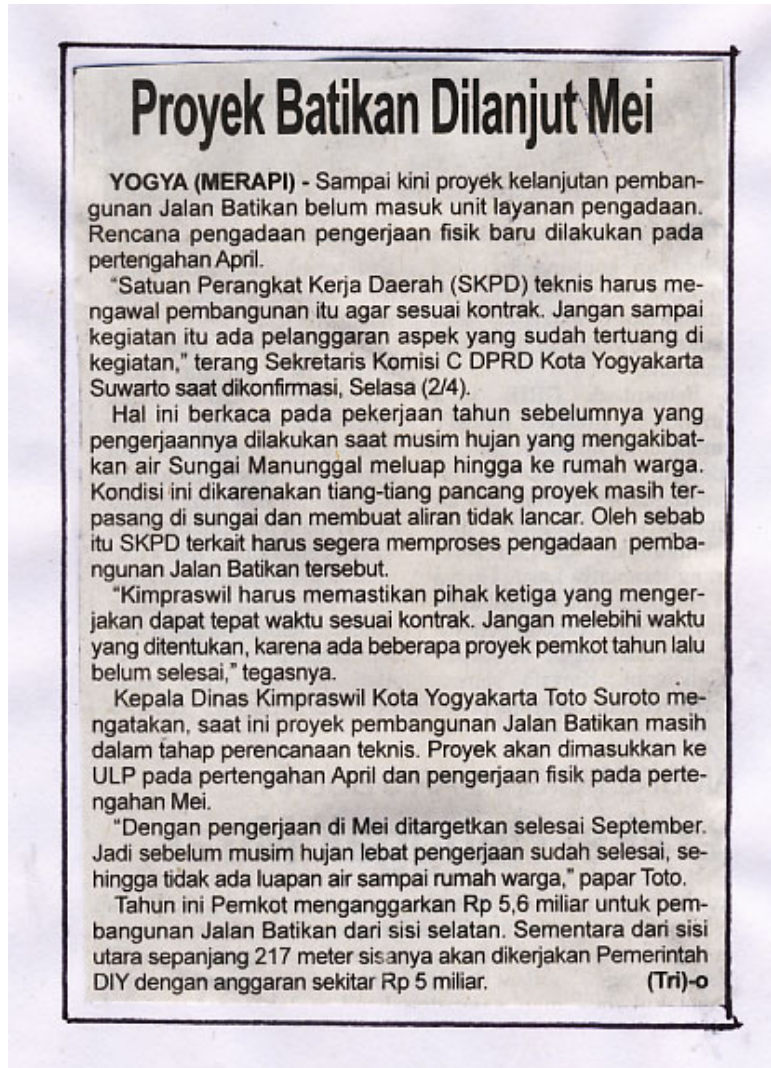 Proyek Batikan Dilanjut Mei
YOGYA (MERAPI) - Sampai kini proyek kelanjutan pemban-
gunan Jalan Batikan belum masuk unit layanan pengadaan.
Rencana pengadaan pengerjaan fisik baru dilakukan pada
pertengahan April.
"Satuan Perangkat Kerja Daerah (SKPD) teknis harus me-
ngawal pembangunan itu agar sesuai kontrak. Jangan sampai
kegiatan itu ada pelanggaran aspek yang sudah tertuang di
kegiatan," terang Sekretaris Komisi C DPRD Kota Yogyakarta
Suwarto saat dikonfirmasi, Selasa (2/4).
Hal ini berkaca pada pekerjaan tahun sebelumnya yang
pengerjaannya dilakukan saat musim hujan yang mengakibat-
kan air Sungai Manunggal meluap hingga ke rumah warga.
Kondisi ini dikarenakan tiang-tiang pancang proyek masih ter-
pasang di sungai dan membuat aliran tidak lancar. Oleh sebab
itu SKPD terkait harus segera memproses pengadaan pemba-
ngunan Jalan Batikan tersebut.
"Kimpraswil harus memastikan pihak ketiga yang menger-
jakan dapat tepat waktu sesuai kontrak. Jangan melebihi waktu
yang ditentukan, karena ada beberapa proyek pemkot tahun lalu
belum selesai," tegasnya.
Kepala Dinas Kimpraswil Kota Yogyakarta Toto Suroto me-
ngatakan, saat ini proyek pembangunan Jalan Batikan masih
dalam tahap perencanaan teknis. Proyek akan dimasukkan ke
ULP pada pertengahan April dan pengerjaan fisik pada perte-
ngahan Mei.
"Dengan pengerjaan di Mei ditargetkan selesai September.
Jadi sebelum musim hujan lebat pengerjaan sudah selesai, se-
hingga tidak ada luapan air sampai rumah warga," papar Toto.
Tahun ini Pemkot menganggarkan Rp 5,6 miliar untuk pem-
bangunan Jalan Batikan dari sisi selatan. Sementara dari sisi
utara sepanjang 217 meter sisanya akan dikerjakan Pemerintah
DIY dengan anggaran sekitar Rp 5 miliar. (Tri)-o